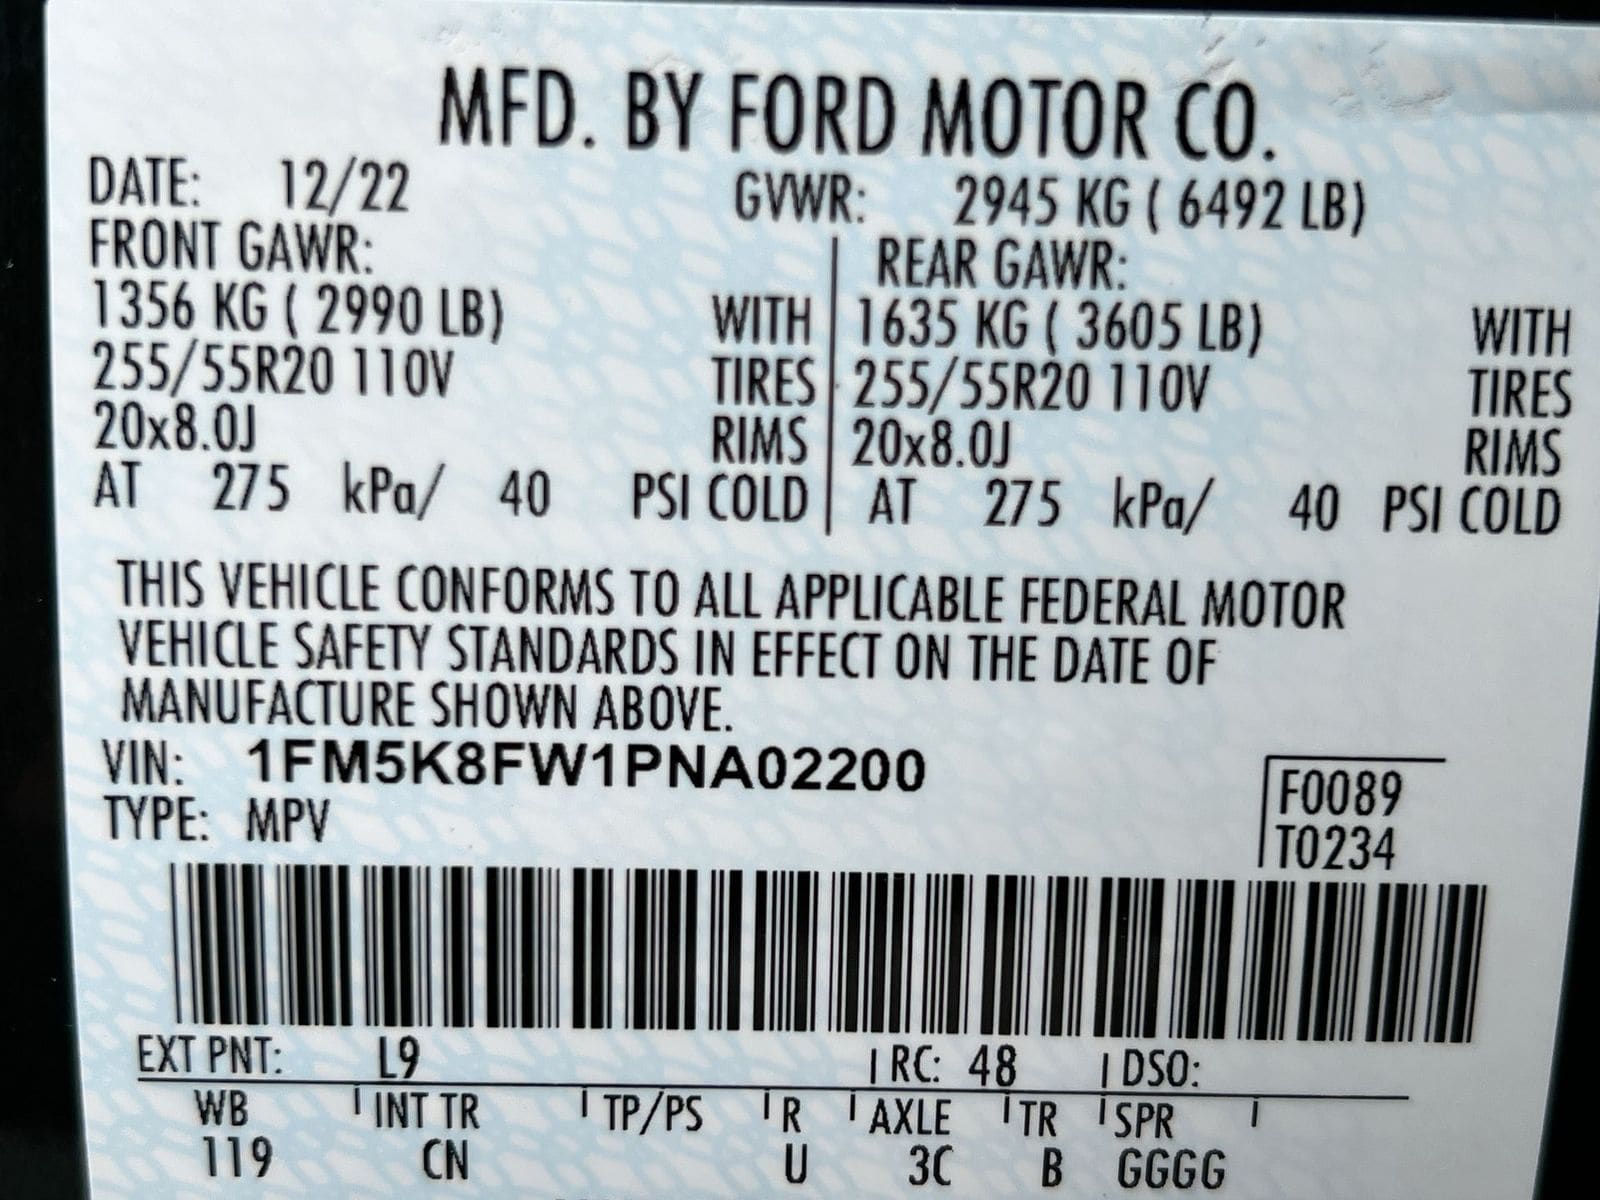 MFD. BY FORD MOTOR CO.
DATE: 12/22 GVWR: 2945 KG ( 6492 LB)
FRONT GAWR: REAR GAWR:
1356 KG ( 2990 LB) WITH 1635 KG ( 3605 LB) WITH
255/55R20 110V TIRES 255/55R20 110V TIRES
20x8.0J RIMS 20x8.0J RIMS
AT 275 kPa/ 40 PSI COLD AT 275 kPa/ 40 PSI COLD
THIS VEHICLE CONFORMS TO ALL APPLICABLE FEDERAL MOTOR
VEHICLE SAFETY STANDARDS IN EFFECT ON THE DATE OF
MANUFACTURE SHOWN ABOVE.
VIN: 1FM5K8FW1PNA02200
F0089
TYPE: MPV
T0234
EXT PNT: L9 RC: 48 DSO:
WB INT TR TP/PS R AXLE TR SPR
119 CN U 3C B GGGG